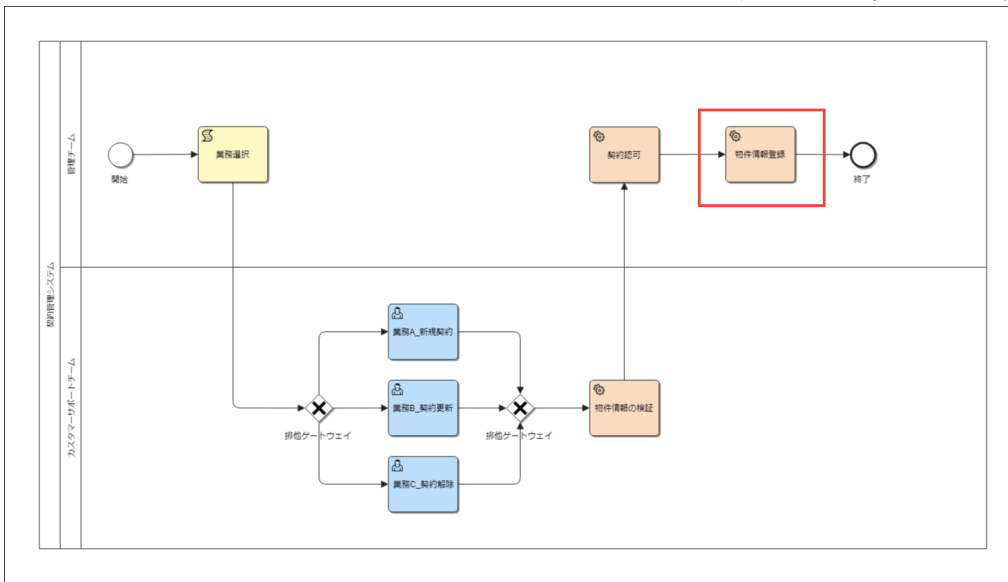 契約管理システム
管理チーム
開始
業務選択
契約認可
物件情報登録
終了
カスタマーサポートチーム
業務A_新規契約
排他ゲートウェイ
業務B_契約更新
排他ゲートウェイ
物件情報の検証
業務C_契約解除